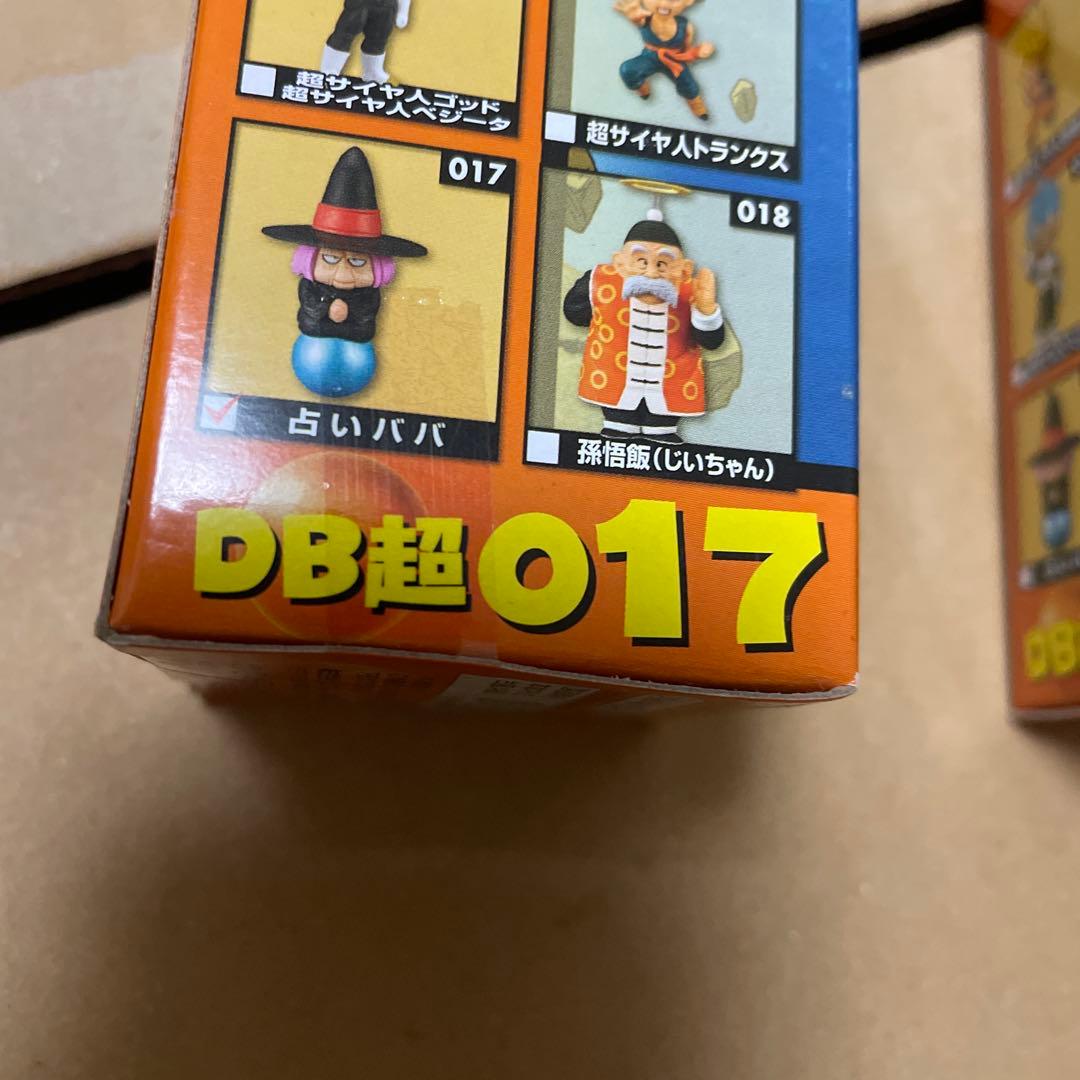 超サイヤ人ゴッド
超サイヤ人ベジータ
超サイヤ人トランクス
017
018
占いババ
孫悟飯(じいちゃん)
DB超017
DB